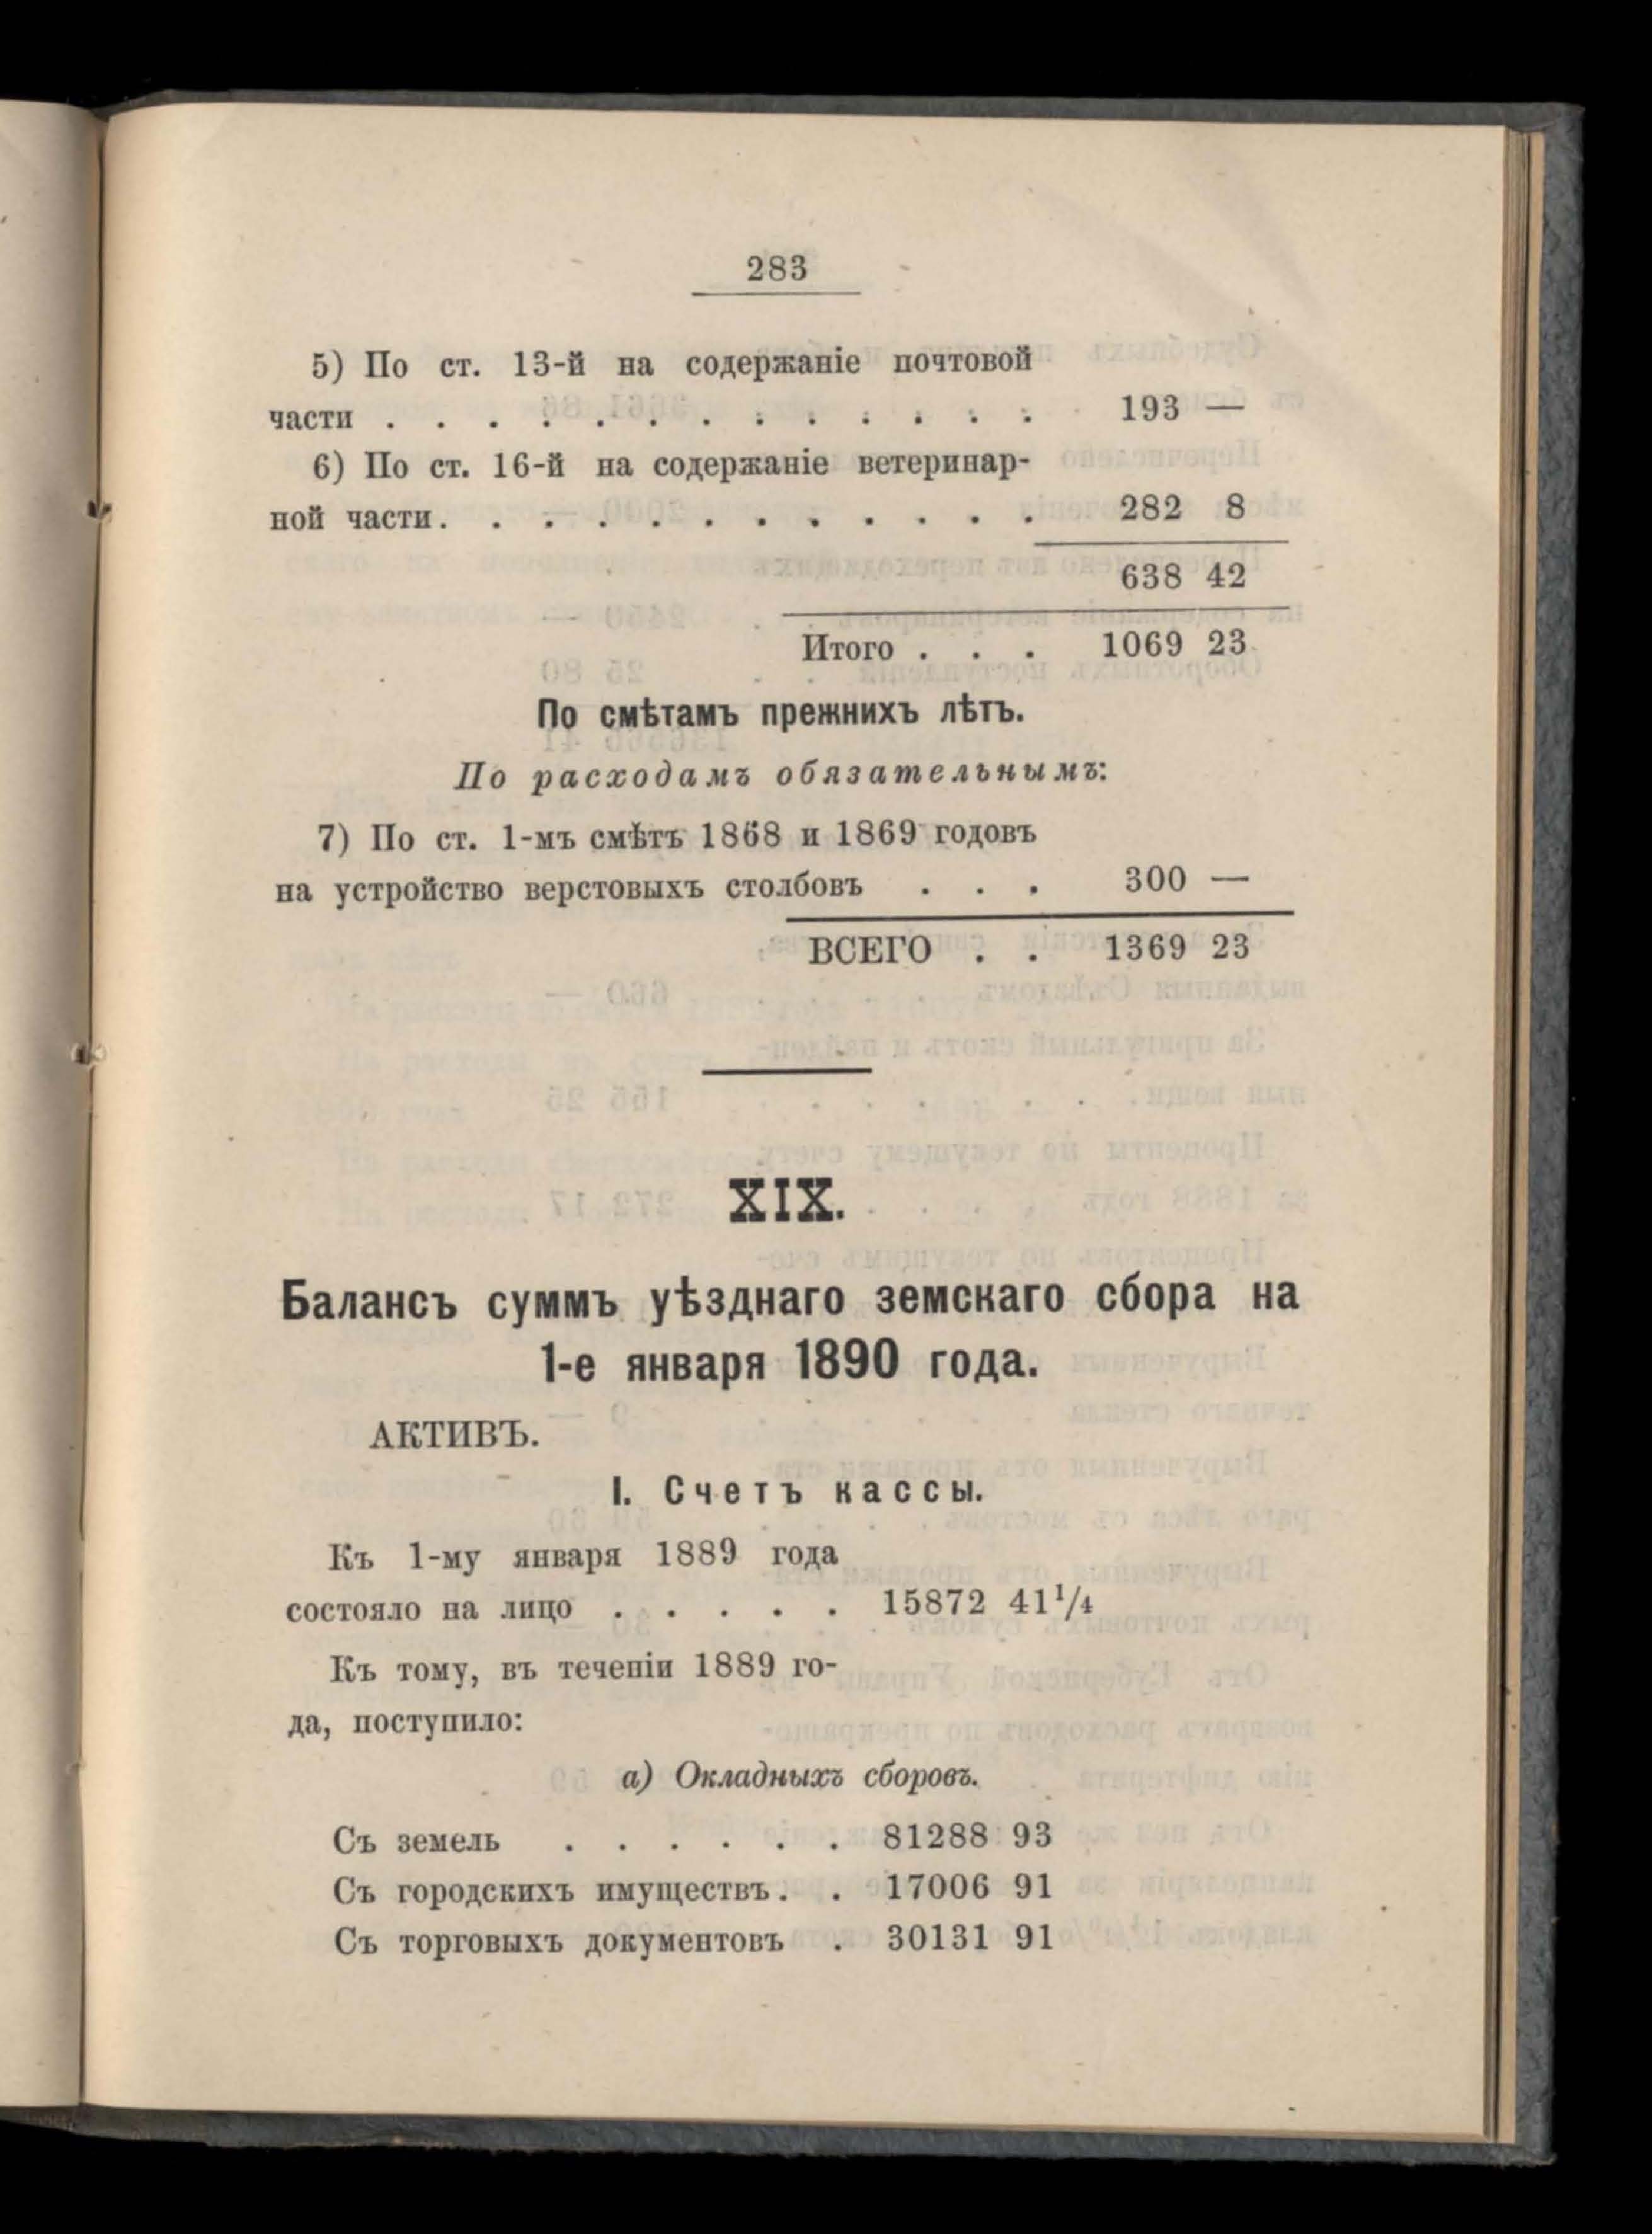 283
5) По ст. 13-й на содержаніе почтовой
части . . . . . . . . . . . . . 193 —
6) По ст. 16-й на содержаніе ветеринар-
ной части. . . . . . . . . . . . 282 8
638 42
Итого . . . 1069 23
По смѣтамъ прежнихъ лѣтъ.
По расходамъ обязательнымъ:
7) По ст. 1-мъ смѣтъ 1868 и 1869 годовъ
на устройство верстовыхъ столбовъ . . . 300 —
ВСЕГО . . 1369 23
XIX.
Балансъ суммъ уѣзднаго земскаго сбора на
1-е января 1890 года.
АКТИВЪ.
I. Счетъ кассы.
Къ 1-му января 1889 года
состояло на лицо . . . . . 15872 41¹/₄
Къ тому, въ теченіи 1889 го-
да, поступило:
а) Окладныхъ сборовъ.
Съ земель . . . . . . 81288 93
Съ городскихъ имуществъ. . 17006 91
Съ торговыхъ документовъ . 30131 91